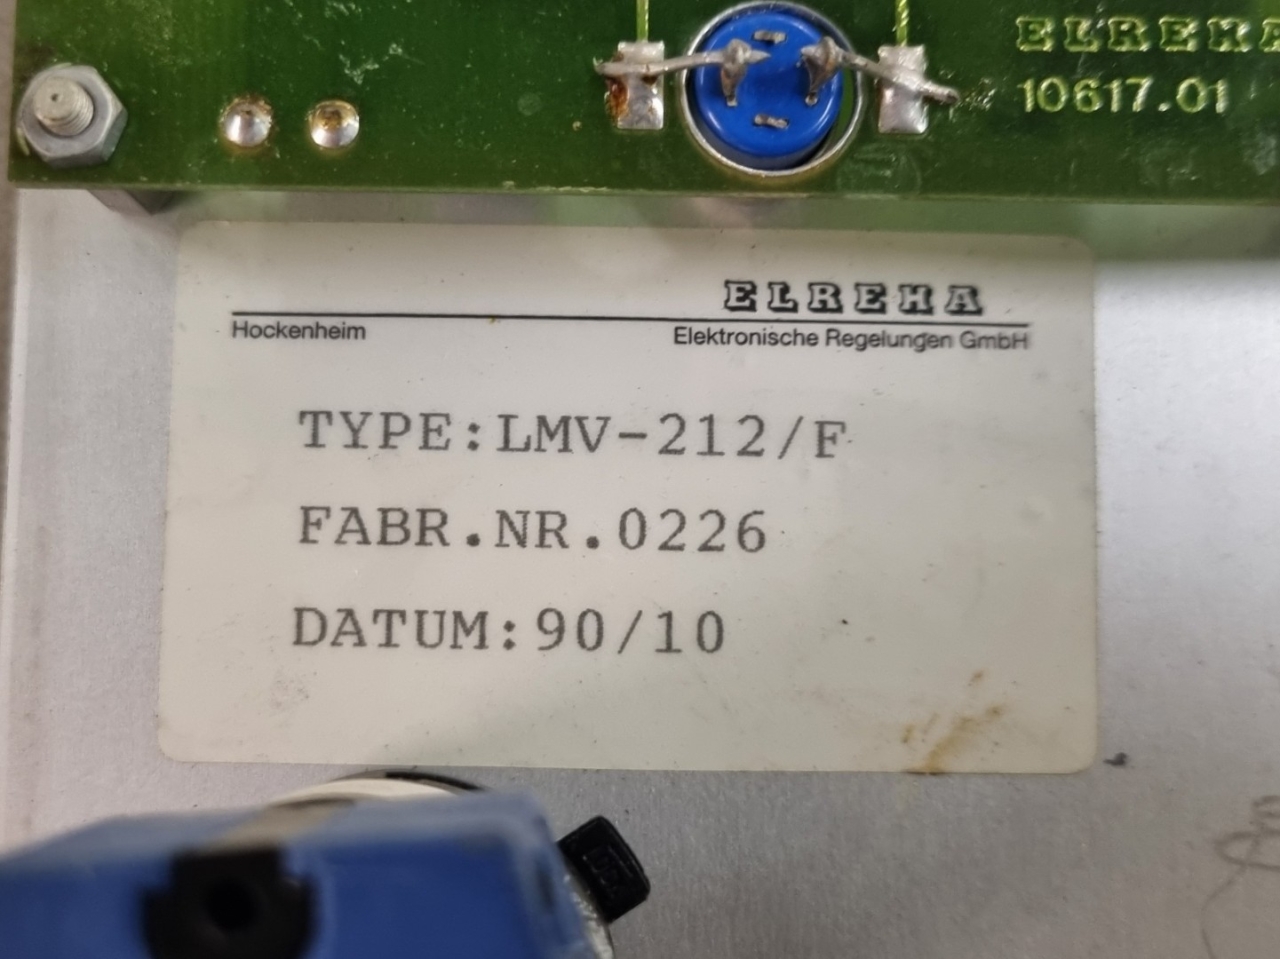 ELREHA
10617.01
ELREHA
Hockenheim
Elektronische Regelungen GmbH
TYPE:LMV-212/F
FABR.NR.0226
DATUM:90/10